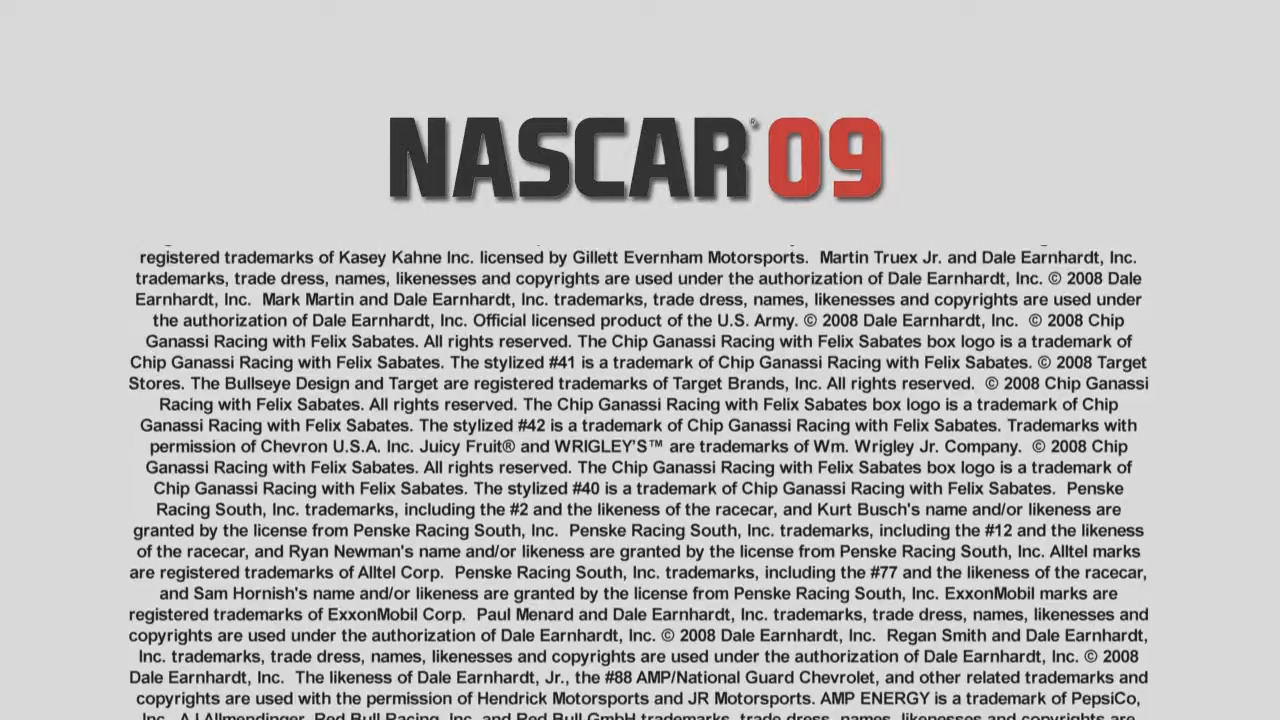 NASCAR® 09
registered trademarks of Kasey Kahne Inc. licensed by Gillett Evernham Motorsports.  Martin Truex Jr. and Dale Earnhardt, Inc.
trademarks, trade dress, names, likenesses and copyrights are used under the authorization of Dale Earnhardt, Inc. © 2008 Dale
Earnhardt, Inc.  Mark Martin and Dale Earnhardt, Inc. trademarks, trade dress, names, likenesses and copyrights are used under
the authorization of Dale Earnhardt, Inc. Official licensed product of the U.S. Army. © 2008 Dale Earnhardt, Inc.  © 2008 Chip
Ganassi Racing with Felix Sabates. All rights reserved. The Chip Ganassi Racing with Felix Sabates box logo is a trademark of
Chip Ganassi Racing with Felix Sabates. The stylized #41 is a trademark of Chip Ganassi Racing with Felix Sabates. © 2008 Target
Stores. The Bullseye Design and Target are registered trademarks of Target Brands, Inc. All rights reserved.  © 2008 Chip Ganassi
Racing with Felix Sabates. All rights reserved. The Chip Ganassi Racing with Felix Sabates box logo is a trademark of Chip
Ganassi Racing with Felix Sabates. The stylized #42 is a trademark of Chip Ganassi Racing with Felix Sabates. Trademarks with
permission of Chevron U.S.A. Inc. Juicy Fruit® and WRIGLEY'S™ are trademarks of Wm. Wrigley Jr. Company.  © 2008 Chip
Ganassi Racing with Felix Sabates. All rights reserved. The Chip Ganassi Racing with Felix Sabates box logo is a trademark of
Chip Ganassi Racing with Felix Sabates. The stylized #40 is a trademark of Chip Ganassi Racing with Felix Sabates.  Penske
Racing South, Inc. trademarks, including the #2 and the likeness of the racecar, and Kurt Busch's name and/or likeness are
granted by the license from Penske Racing South, Inc.  Penske Racing South, Inc. trademarks, including the #12 and the likeness
of the racecar, and Ryan Newman's name and/or likeness are granted by the license from Penske Racing South, Inc. Alltel marks
are registered trademarks of Alltel Corp.  Penske Racing South, Inc. trademarks, including the #77 and the likeness of the racecar,
and Sam Hornish's name and/or likeness are granted by the license from Penske Racing South, Inc. ExxonMobil marks are
registered trademarks of ExxonMobil Corp.  Paul Menard and Dale Earnhardt, Inc. trademarks, trade dress, names, likenesses and
copyrights are used under the authorization of Dale Earnhardt, Inc. © 2008 Dale Earnhardt, Inc.  Regan Smith and Dale Earnhardt,
Inc. trademarks, trade dress, names, likenesses and copyrights are used under the authorization of Dale Earnhardt, Inc. © 2008
Dale Earnhardt, Inc.  The likeness of Dale Earnhardt, Jr., the #88 AMP/National Guard Chevrolet, and other related trademarks and
copyrights are used with the permission of Hendrick Motorsports and JR Motorsports. AMP ENERGY is a trademark of PepsiCo,
Inc. AJ Allmendinger, Red Bull Racing, Inc. and Red Bull GmbH trademarks, trade dress, names, likenesses and copyrights are